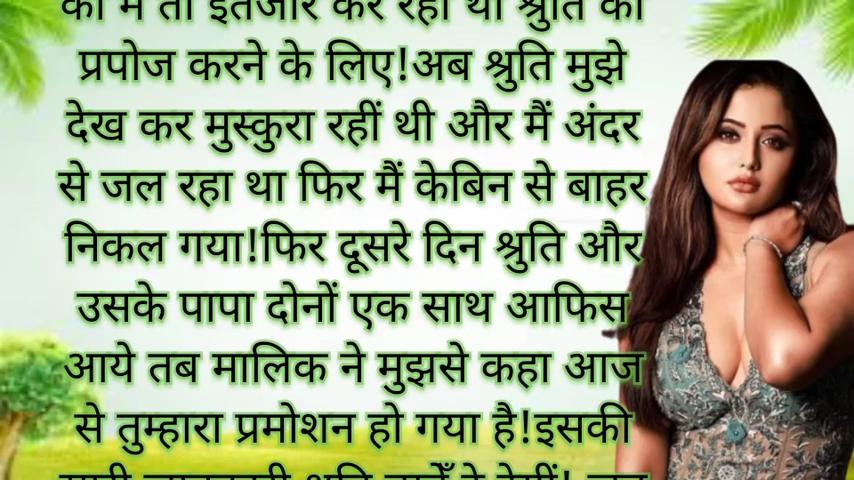 प्रपोज करने के लिए!अब श्रुति मुझे
देख कर मुस्कुरा रहीं थी और मैं अंदर
से जल रहा था फिर मैं केबिन से बाहर
निकल गया!फिर दूसरे दिन श्रुति और
उसके पापा दोनों एक साथ आफिस
आये तब मालिक ने मुझसे कहा आज
से तुम्हारा प्रमोशन हो गया है!इसकी